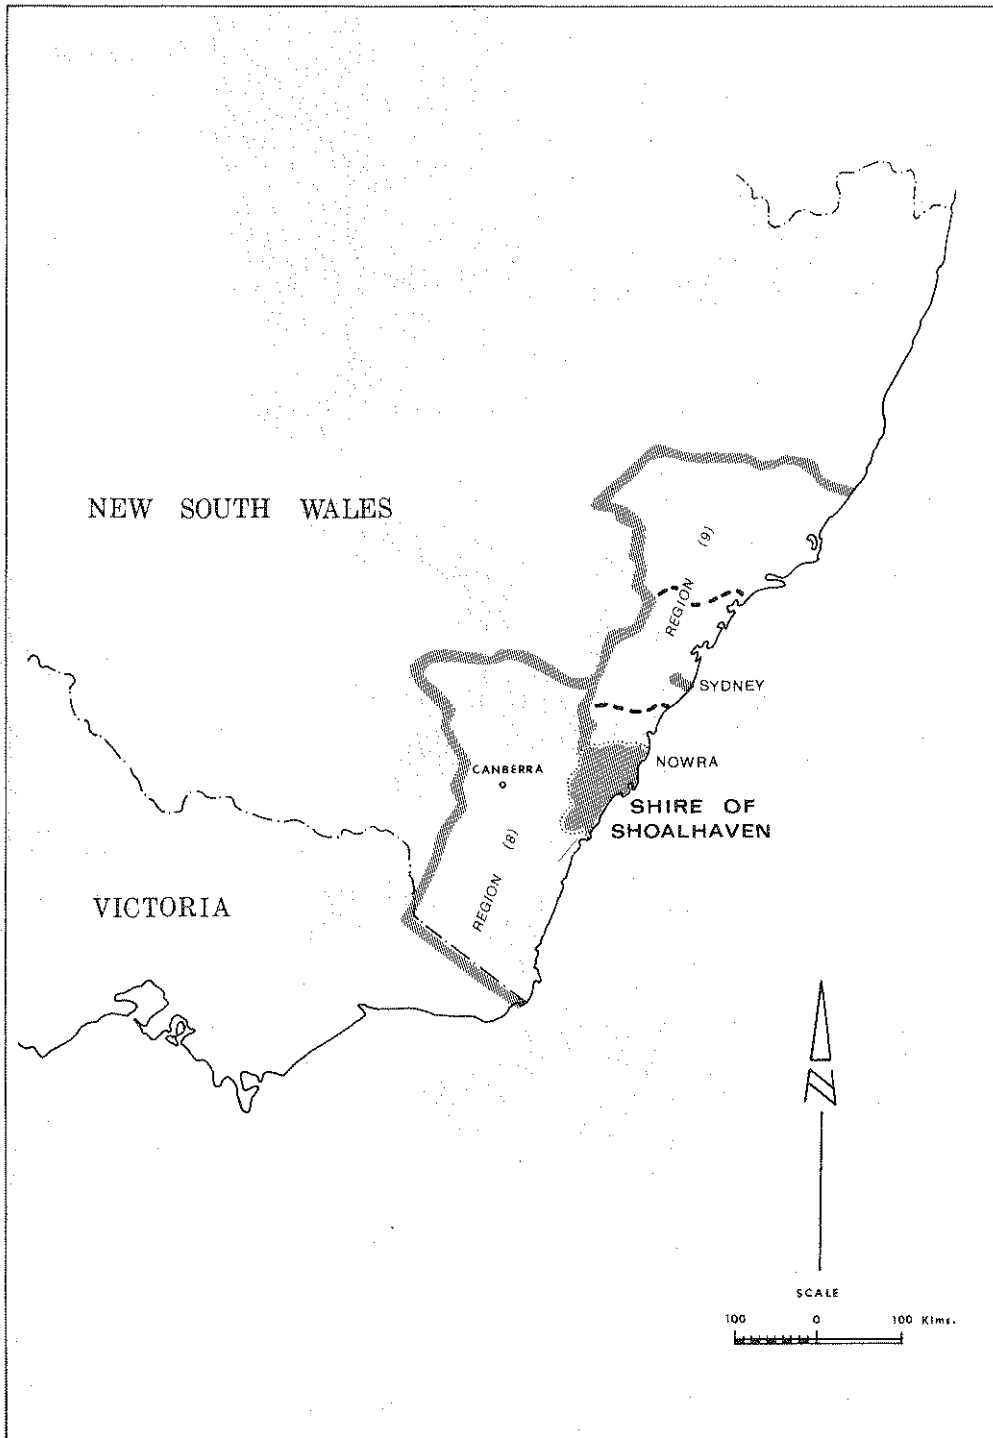 NEW SOUTH WALES
REGION (9)
SYDNEY
NOWRA
CANBERRA
SHIRE OF
SHOALHAVEN
REGION (8)
VICTORIA
N
SCALE
100 0 100 Klms.